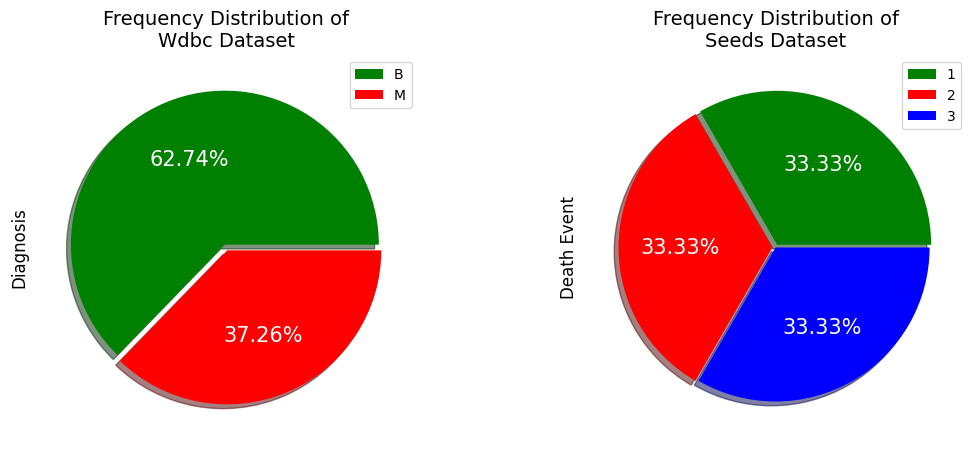 Frequency Distribution of
Wdbc Dataset
B
M
62.74%
37.26%
Diagnosis
Frequency Distribution of
Seeds Dataset
1
2
3
33.33%
33.33%
33.33%
Death Event